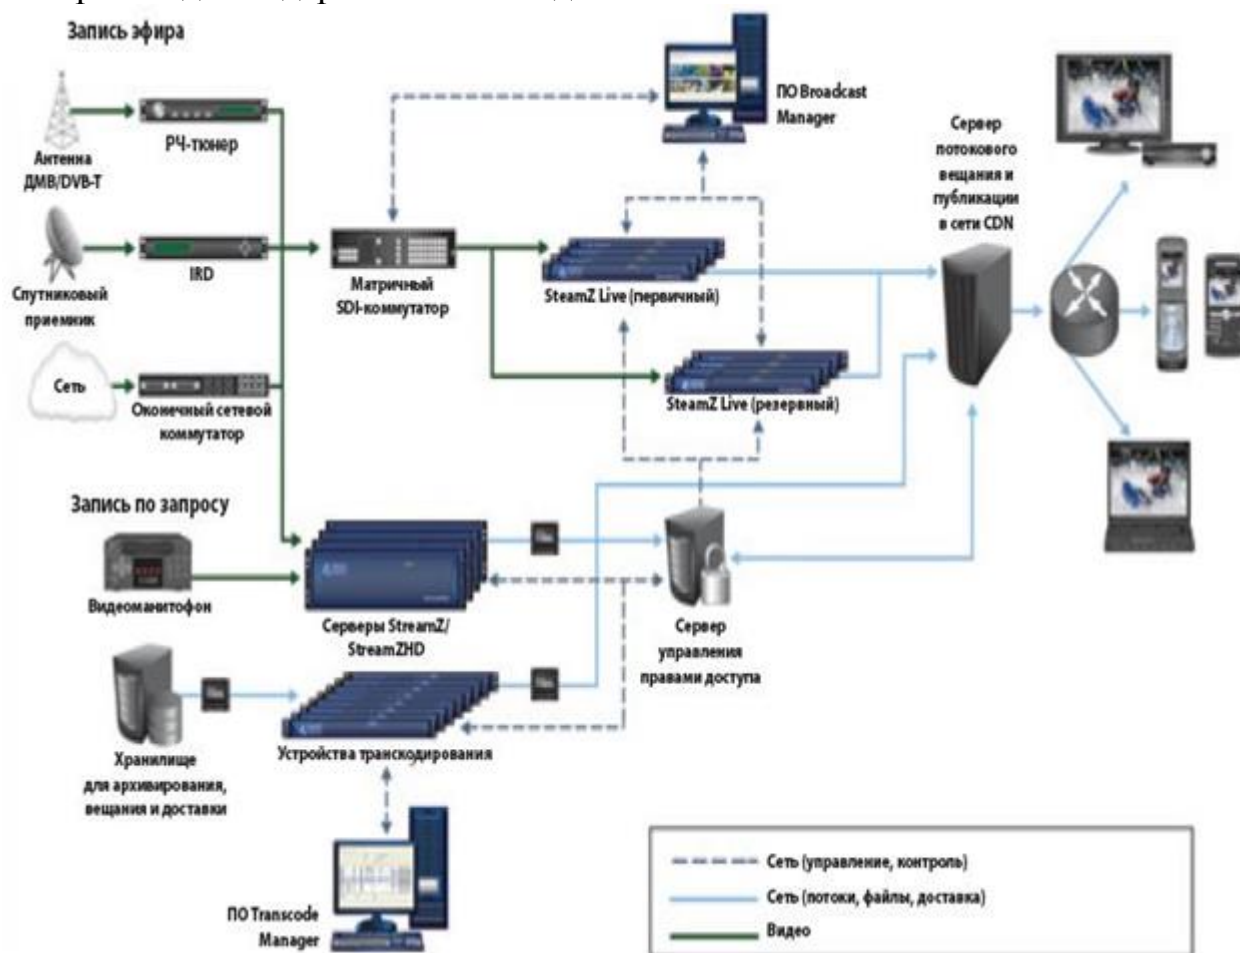 Запись эфира
Антенна
ДМВ/DVB-T
РЧ-тюнер
Спутниковый
приемник
IRD
Матричный
SDI-коммутатор
Сеть
Оконечный сетевой
коммутатор
ПО Broadcast
Manager
SteamZ Live (первичный)
SteamZ Live (резервный)
Сервер
потокового
вещания и
публикации
в сети CDN
Запись по запросу
Видеоманитофон
Серверы StreamZ/
StreamZHD
Сервер
управления
правами доступа
Хранилище
для архивирования,
вещания и доставки
Устройства транскодирования
ПО Transcode
Manager
Сеть (управление, контроль)
Сеть (потоки, файлы, доставка)
Видео